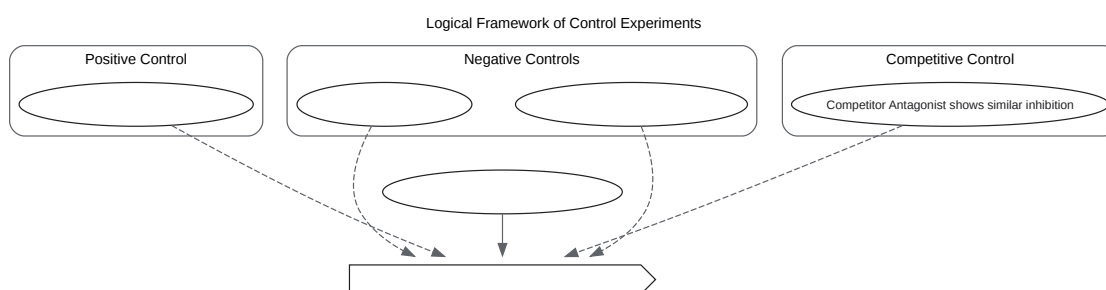 Logical Framework of Control Experiments
Positive Control
Negative Controls
Competitive Control
Competitor Antagonist shows similar inhibition